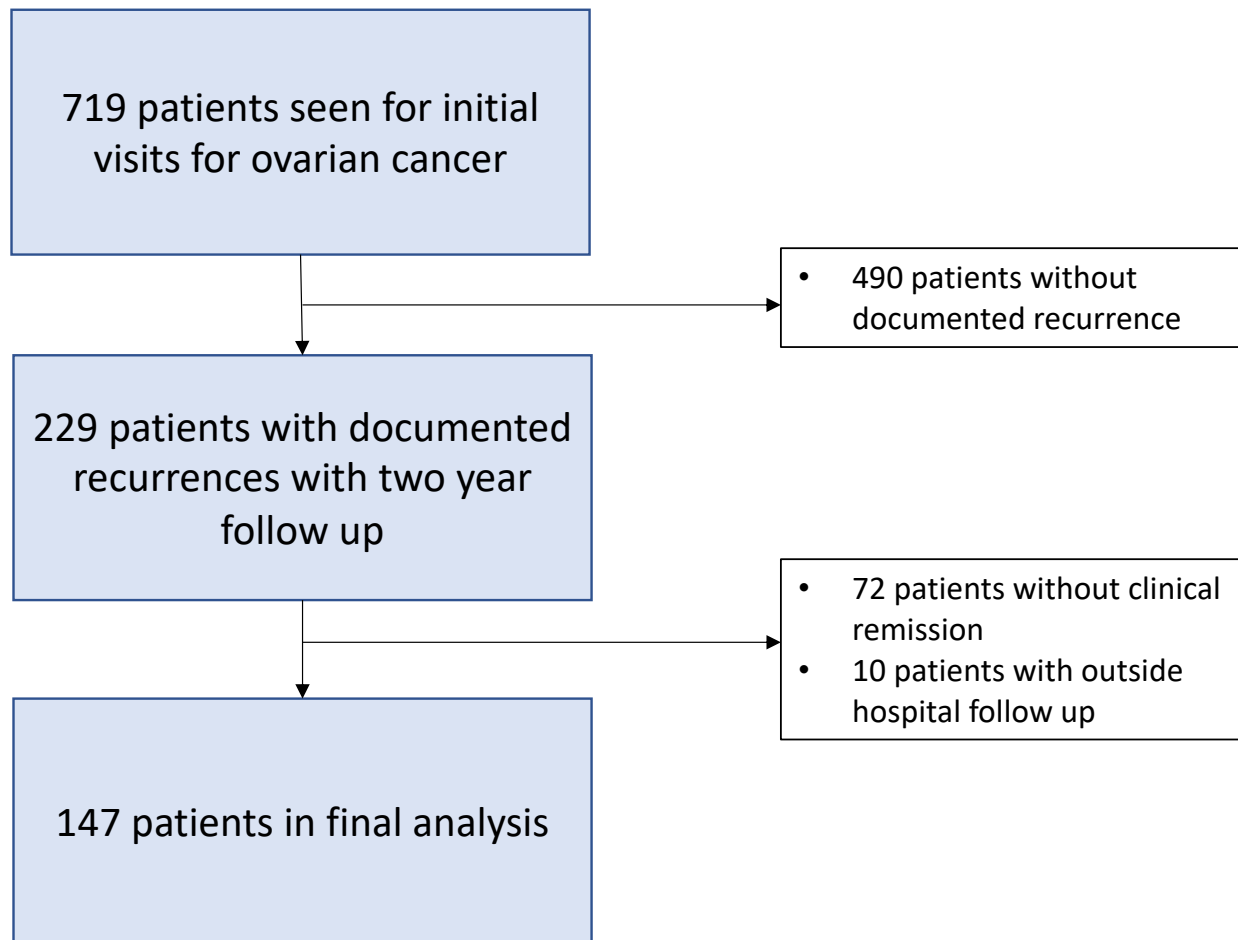 719 patients seen for initial
visits for ovarian cancer
• 490 patients without
documented recurrence
229 patients with documented
recurrences with two year
follow up
• 72 patients without clinical
remission
• 10 patients with outside
hospital follow up
147 patients in final analysis